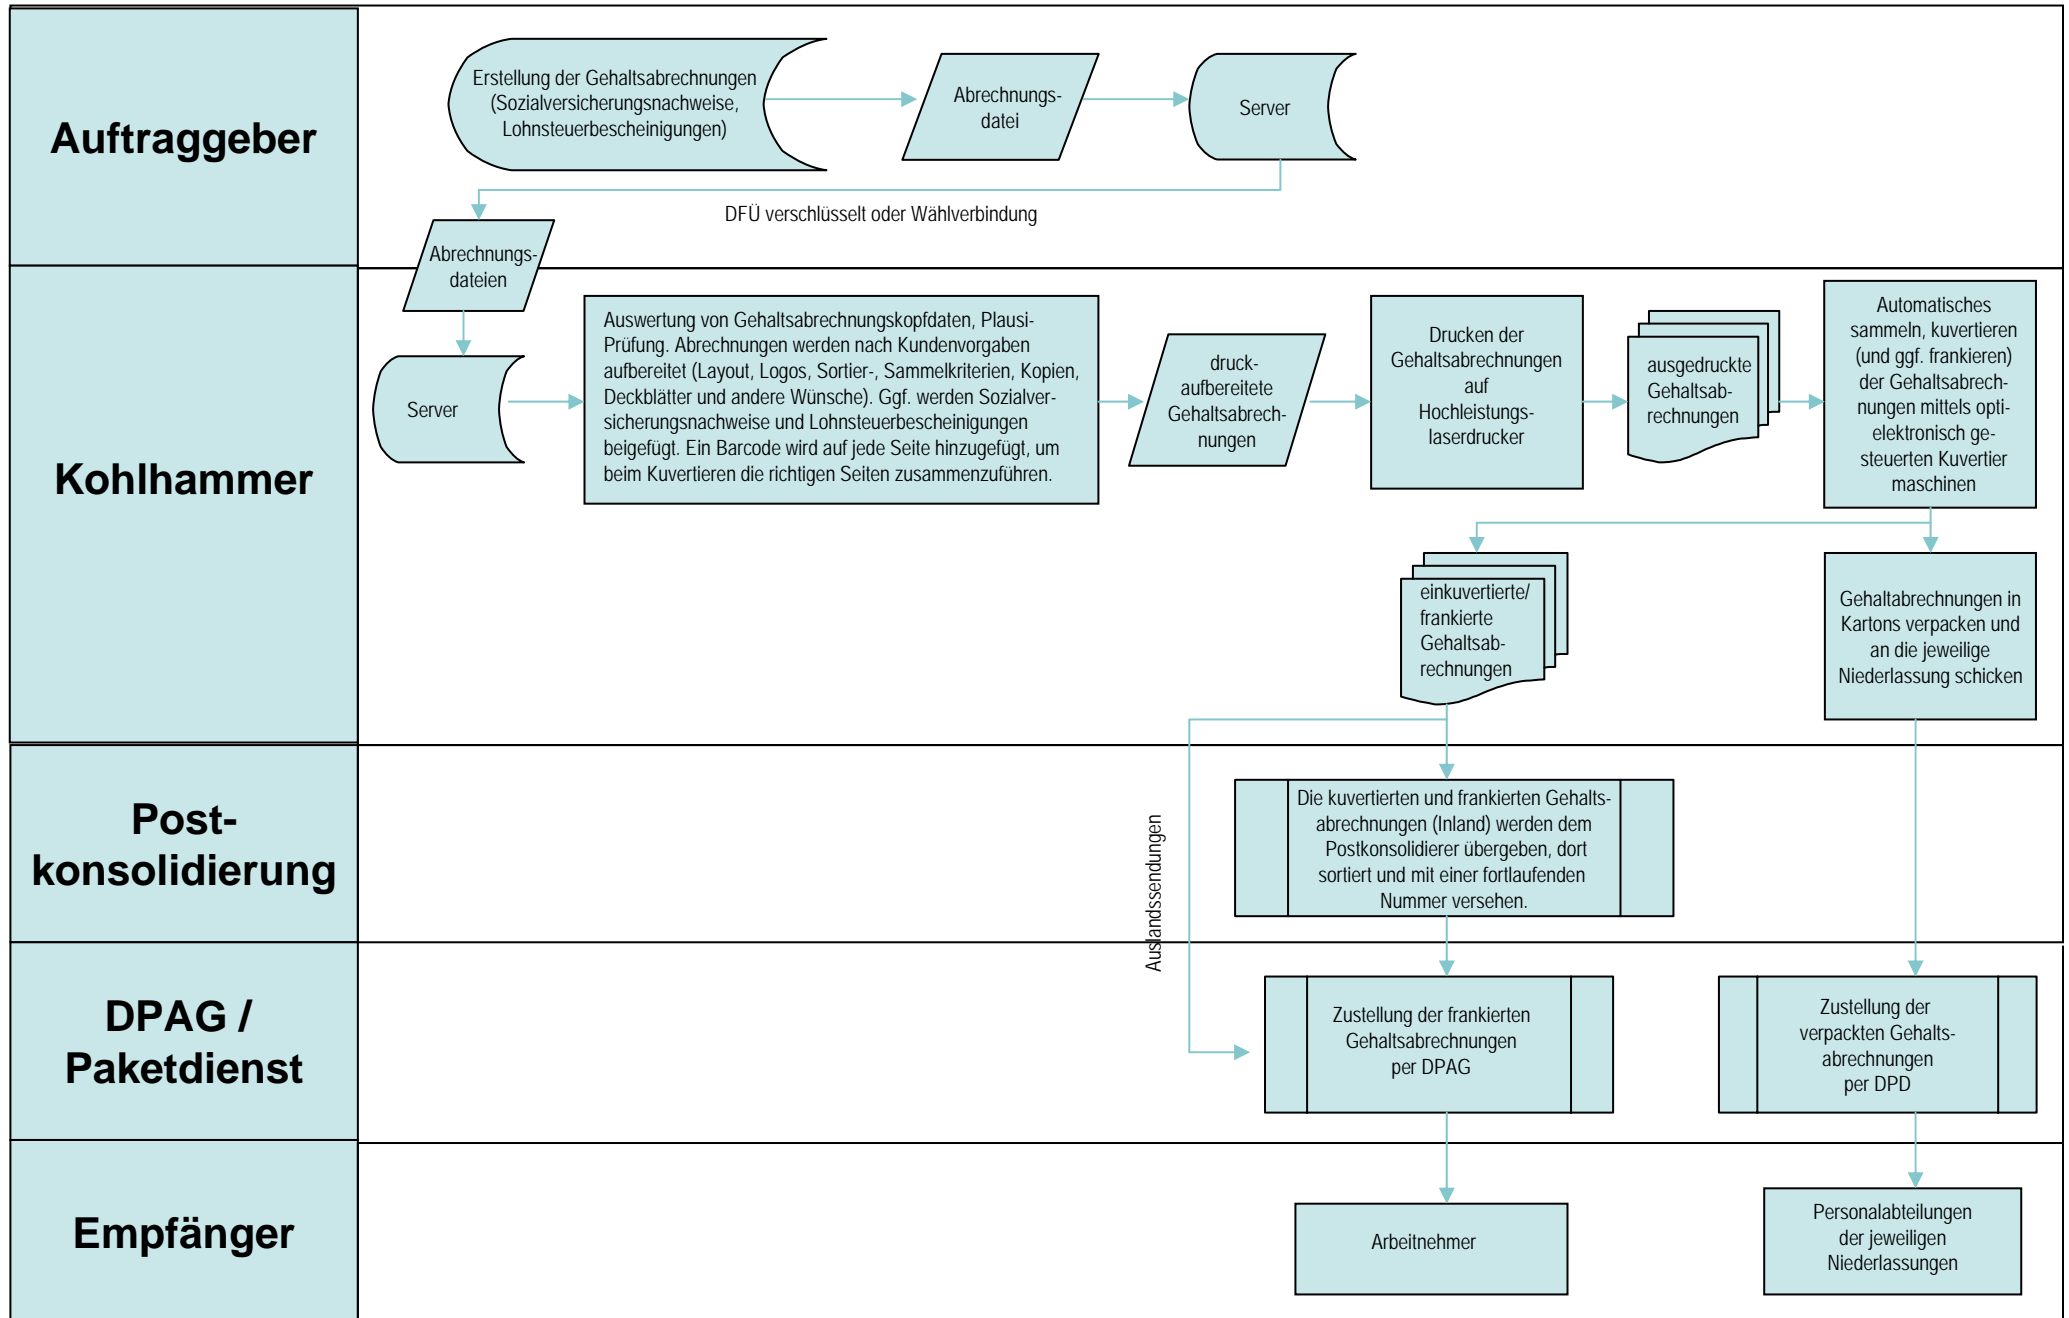 Auftraggeber
Erstellung der Gehaltsabrechnungen
(Sozialversicherungsnachweise,
Lohnsteuerbescheinigungen)
Abrechnungs-
datei
Server
DFÜ verschlüsselt oder Wählverbindung
Abrechnungs-
dateien
Kohlhammer
Server
Auswertung von Gehaltsabrechnungskopfdaten, Plausi-
Prüfung. Abrechnungen werden nach Kundenvorgaben
aufbereitet (Layout, Logos, Sortier-, Sammelkriterien, Kopien,
Deckblätter und andere Wünsche). Ggf. werden Sozialver-
sicherungsnachweise und Lohnsteuerbescheinigungen
beigefügt. Ein Barcode wird auf jede Seite hinzugefügt, um
beim Kuvertieren die richtigen Seiten zusammenzuführen.
druck-
aufbereitete
Gehaltsabrech-
nungen
Drucken der
Gehaltsabrechnungen
auf
Hochleistungs-
laserdrucker
ausgedruckte
Gehaltsab-
rechnungen
Automatisches
sammeln, kuvertieren
(und ggf. frankieren)
der Gehaltsabrech-
nungen mittels opti-
elektronisch ge-
steuerten Kuvertier
maschinen
einkuvertierte/
frankierte
Gehaltsab-
rechnungen
Gehaltabrechnungen in
Kartons verpacken und
an die jeweilige
Niederlassung schicken
Post-
konsolidierung
Auslandssendungen
Die kuvertierten und frankierten Gehalts-
abrechnungen (Inland) werden dem
Postkonsolidierer übergeben, dort
sortiert und mit einer fortlaufenden
Nummer versehen.
DPAG /
Paketdienst
Zustellung der frankierten
Gehaltsabrechnungen
per DPAG
Zustellung der
verpackten Gehalts-
abrechnungen
per DPD
Empfänger
Arbeitnehmer
Personalabteilungen
der jeweiligen
Niederlassungen